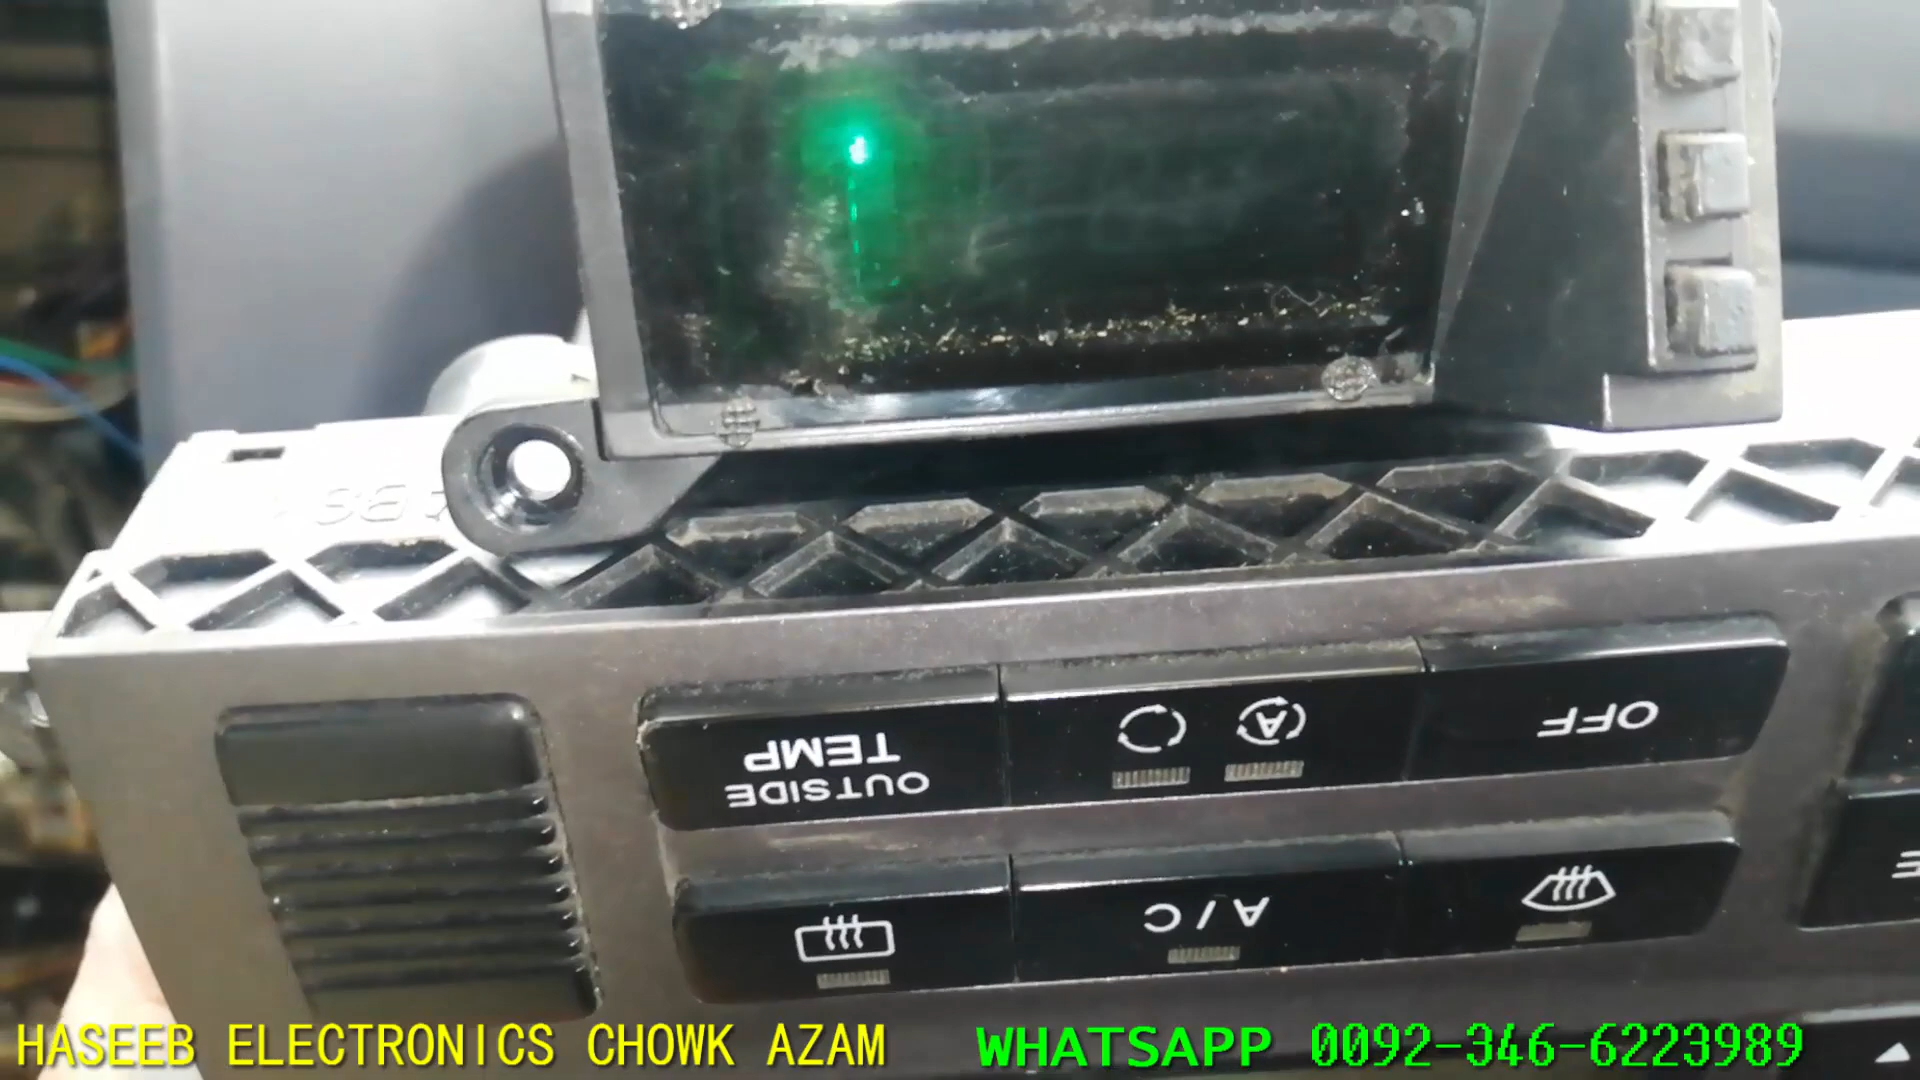 OUTSIDE
TEMP
A
OFF
A/C
HASEEB ELECTRONICS CHOWK AZAM
WHATSAPP 0092-346-6223989